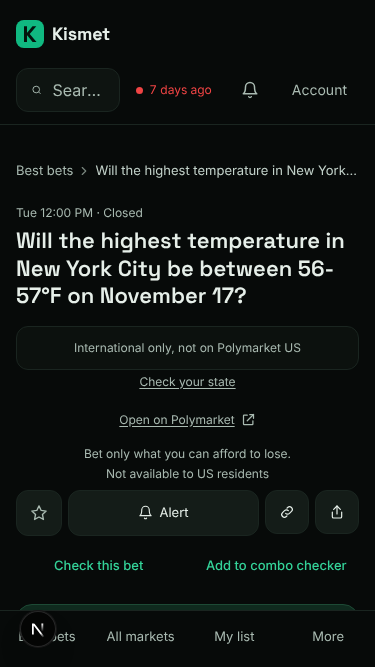 Kismet
Sear...
7 days ago
Account
Best bets > Will the highest temperature in New York...
Tue 12:00 PM · Closed
Will the highest temperature in
New York City be between 56-
57°F on November 17?
International only, not on Polymarket US
Check your state
Open on Polymarket
Bet only what you can afford to lose.
Not available to US residents
Alert
Check this bet
Add to combo checker
bets
All markets
My list
More